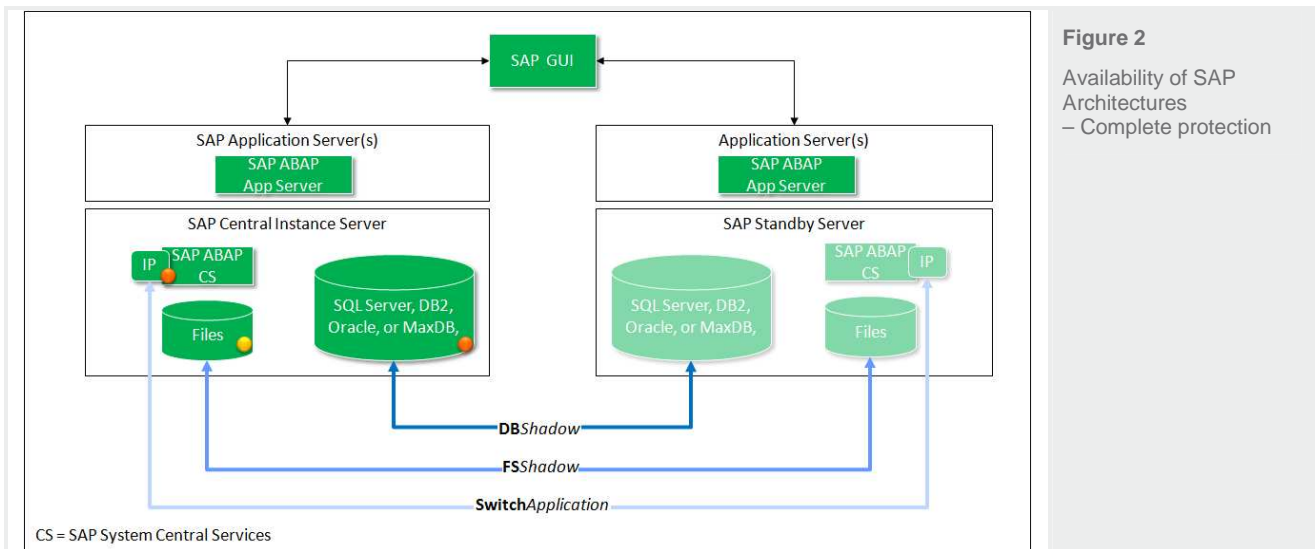 SAP GUI
Figure 2
Availability of SAP
Architectures
– Complete protection
SAP Application Server(s)
SAP ABAP
App Server
Application Server(s)
SAP ABAP
App Server
SAP Central Instance Server
IP
SAP ABAP
CS
Files
SQL Server, DB2,
Oracle, or MaxDB,
SAP Standby Server
SQL Server, DB2,
Oracle, or MaxDB,
SAP ABAP
CS
IP
Files
DBShadow
FSShadow
SwitchApplication
CS = SAP System Central Services